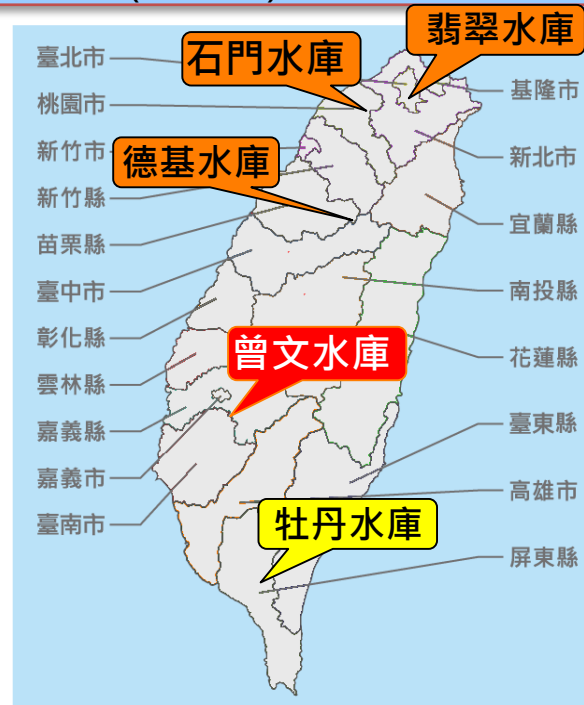 翡翠水庫
石門水庫
臺北市
基隆市
桃園市
新竹市
德基水庫
新北市
新竹縣
宜蘭縣
苗栗縣
臺中市
南投縣
彰化縣
曾文水庫
花蓮縣
雲林縣
嘉義縣
臺東縣
嘉義市
高雄市
臺南市
牡丹水庫
屏東縣